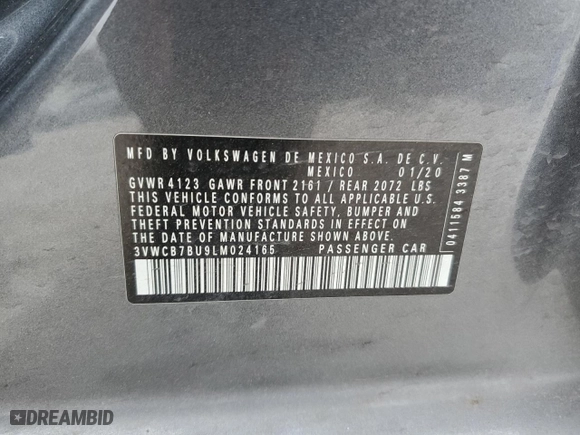 MFD BY VOLKSWAGEN DE MEXICO S.A. DE C.V.
MEXICO 01/20
GVWR 4123 GAWR FRONT 2161 / REAR 2072 LBS
THIS VEHICLE CONFORMS TO ALL APPLICABLE U.S.
FEDERAL MOTOR VEHICLE SAFETY, BUMPER AND
THEFT PREVENTION STANDARDS IN EFFECT ON
THE DATE OF MANUFACTURE SHOWN ABOVE.
3VWCB7BU9LM024165 PASSENGER CAR
0411584 3387 M
DREAMBID